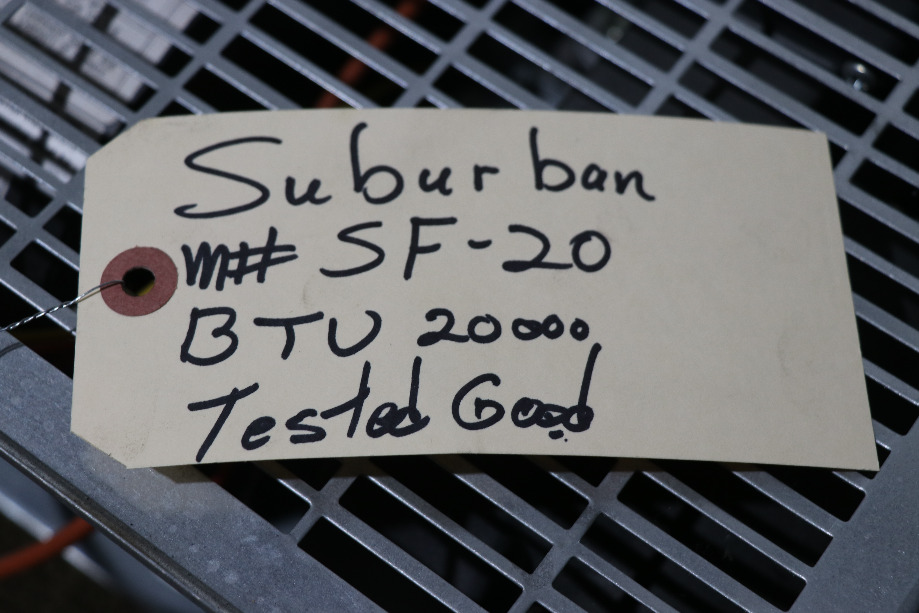 Suburban
m# SF-20
BTU 20000
Tested Good